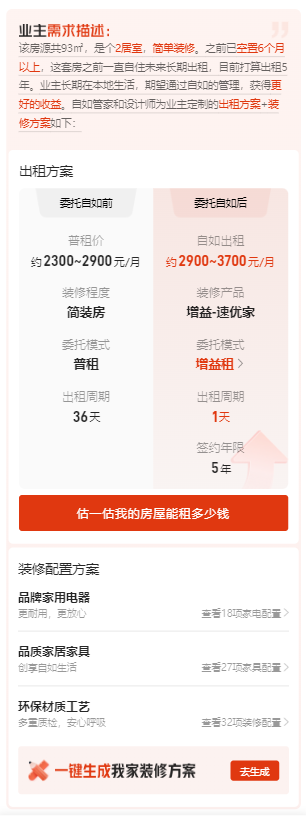 业主需求描述：
该房源共93㎡，是个2居室，简单装修。之前已空置6个月
以上，这套房之前一直自住未来长期出租，目前打算出租5
年。业主长期在本地生活，期望通过自如的管理，获得更
好的收益。自如管家和设计师为业主定制的出租方案+装
修方案如下：
出租方案
委托自如前 委托自如后
普租价 自如出租
约2300~2900元/月 约2900~3700元/月
装修程度 装修产品
简装房 增益-速优家
委托模式 委托模式
普租 增益租 >
出租周期 出租周期
36天 1天
签约年限
5年
估一估我的房屋能租多少钱
装修配置方案
品牌家用电器
更耐用，更放心 查看18项家电配置 >
品质家居家具
创享自如生活 查看27项家具配置 >
环保材质工艺
多重质检，安心呼吸 查看32项装修配置 >
一键生成我家装修方案 去生成